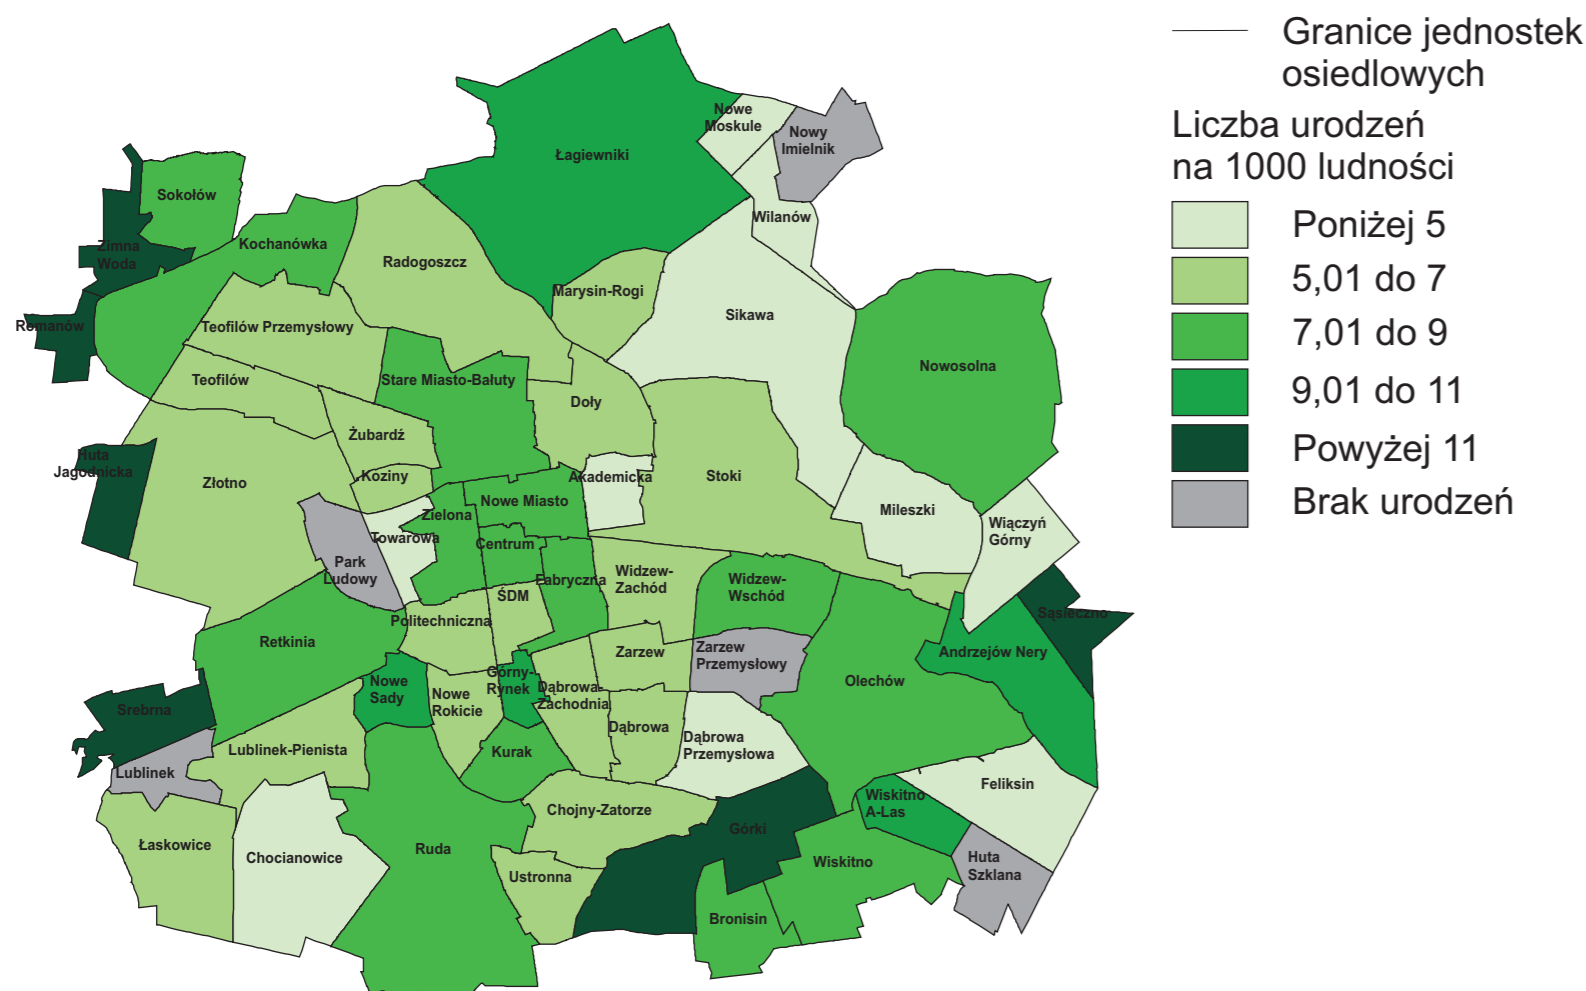 Granice jednostek
osiedlowych
Liczba urodzeń
na 1000 ludności
Poniżej 5
5,01 do 7
7,01 do 9
9,01 do 11
Powyżej 11
Brak urodzeń
Nowe
Moskule
Nowy
Imielnik
Łagiewniki
Sokołów
Wilanów
Zimna
Woda
Kochanówka
Radogoszcz
Marysin-Rogi
Sikawa
Romanów
Teofilów Przemysłowy
Nowosolna
Teofilów
Stare Miasto-Bałuty
Doły
Żubardź
Huta
Jagodnicka
Złotno
Koziny
Akademicka
Stoki
Nowe Miasto
Zielona
Mileszki
Wiączyń
Górny
Towarowa
Centrum
Park
Ludowy
Fabryczna
Widzew-
Zachód
Widzew-
Wschód
ŚDM
Sąsieczno
Politechniczna
Retkinia
Zarzew
Zarzew
Przemysłowy
Andrzejów Nery
Olechów
Nowe
Sady
Nowe
Rokicie
Górny-
Rynek
Dąbrowa-
Zachodnia
Srebrna
Dąbrowa
Dąbrowa
Przemysłowa
Lublinek-Pienista
Kurak
Lublinek
Feliksin
Wiskitno
A-Las
Chojny-Zatorze
Górki
Łaskowice
Chocianowice
Ruda
Wiskitno
Huta
Szklana
Ustronna
Bronisin